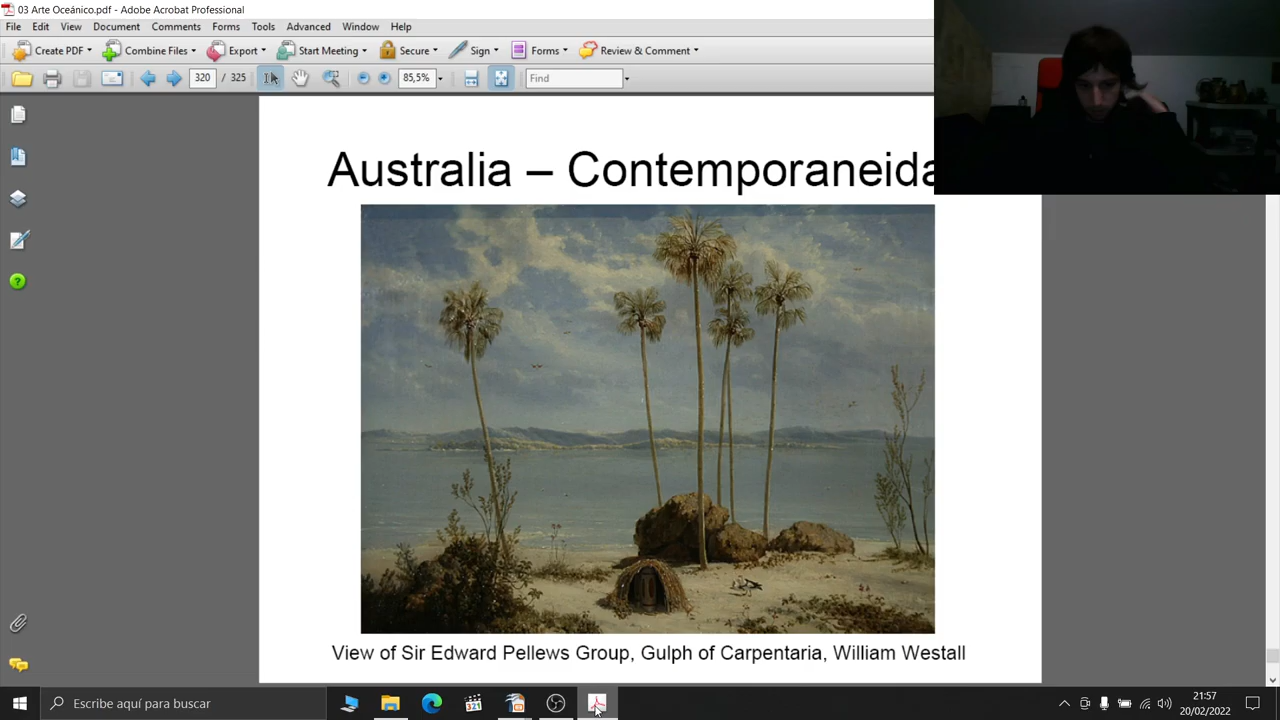 03 Arte Oceánico.pdf - Adobe Acrobat Professional
File Edit View Document Comments Forms Tools Advanced Window Help
Create PDF Combine Files Export Start Meeting Secure Sign Forms Review & Comment
320 / 325 85,5% Find
Australia – Contemporaneida
View of Sir Edward Pellews Group, Gulph of Carpentaria, William Westall
Escribe aquí para buscar
321
21:57
20/02/2022